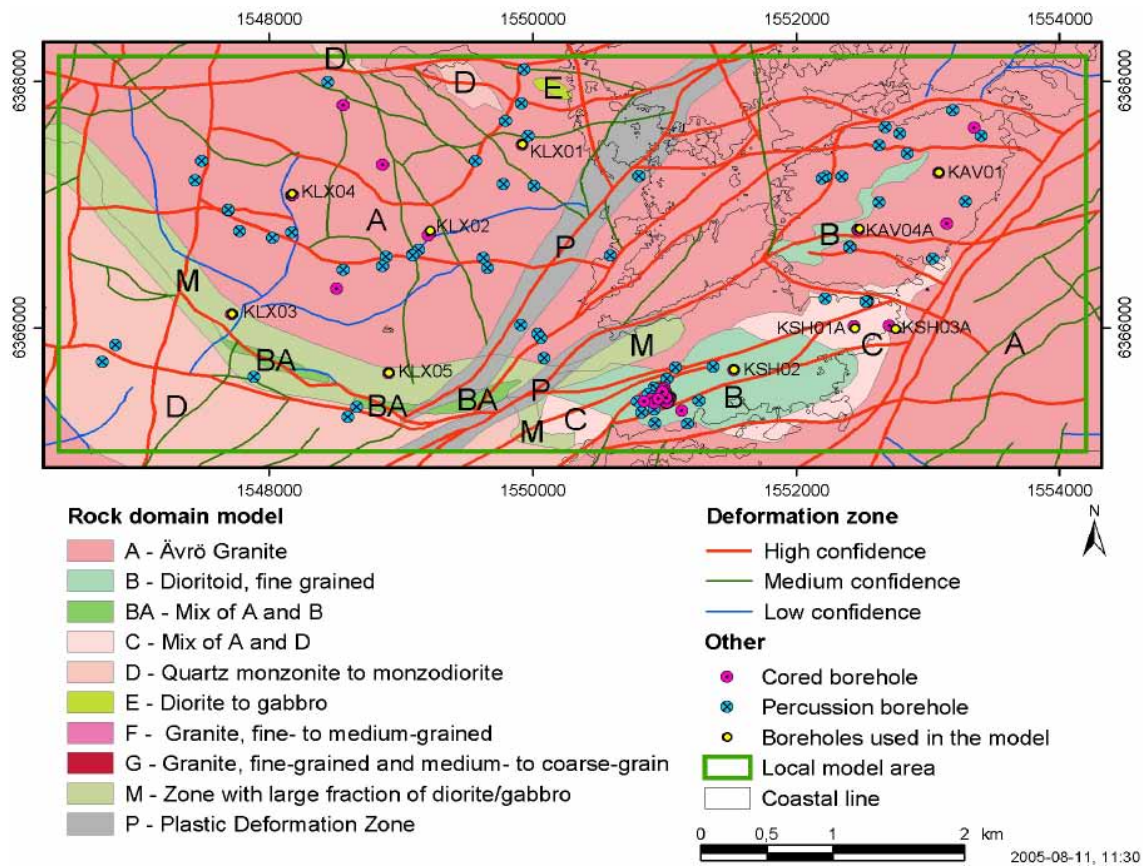 1548000 1550000 1552000 1554000
6368000 6368000
D
D
E
KLX01
KLX04
KAV01
A
KLX02
KAV04A
B
P
M
KLX03
KSH01A KSH03A
M
C
A
BA
KLX05
KSH02
P
B
D
BA
BA
C
M
6366000 6366000
1548000 1550000 1552000 1554000
Rock domain model
A - Ävrö Granite
B - Dioritoid, fine grained
BA - Mix of A and B
C - Mix of A and D
D - Quartz monzonite to monzodiorite
E - Diorite to gabbro
F - Granite, fine- to medium-grained
G - Granite, fine-grained and medium- to coarse-grain
M - Zone with large fraction of diorite/gabbro
P - Plastic Deformation Zone
Deformation zone
High confidence
Medium confidence
Low confidence
Other
Cored borehole
Percussion borehole
Boreholes used in the model
Local model area
Coastal line
N
0 0,5 1 2 km
2005-08-11, 11:30